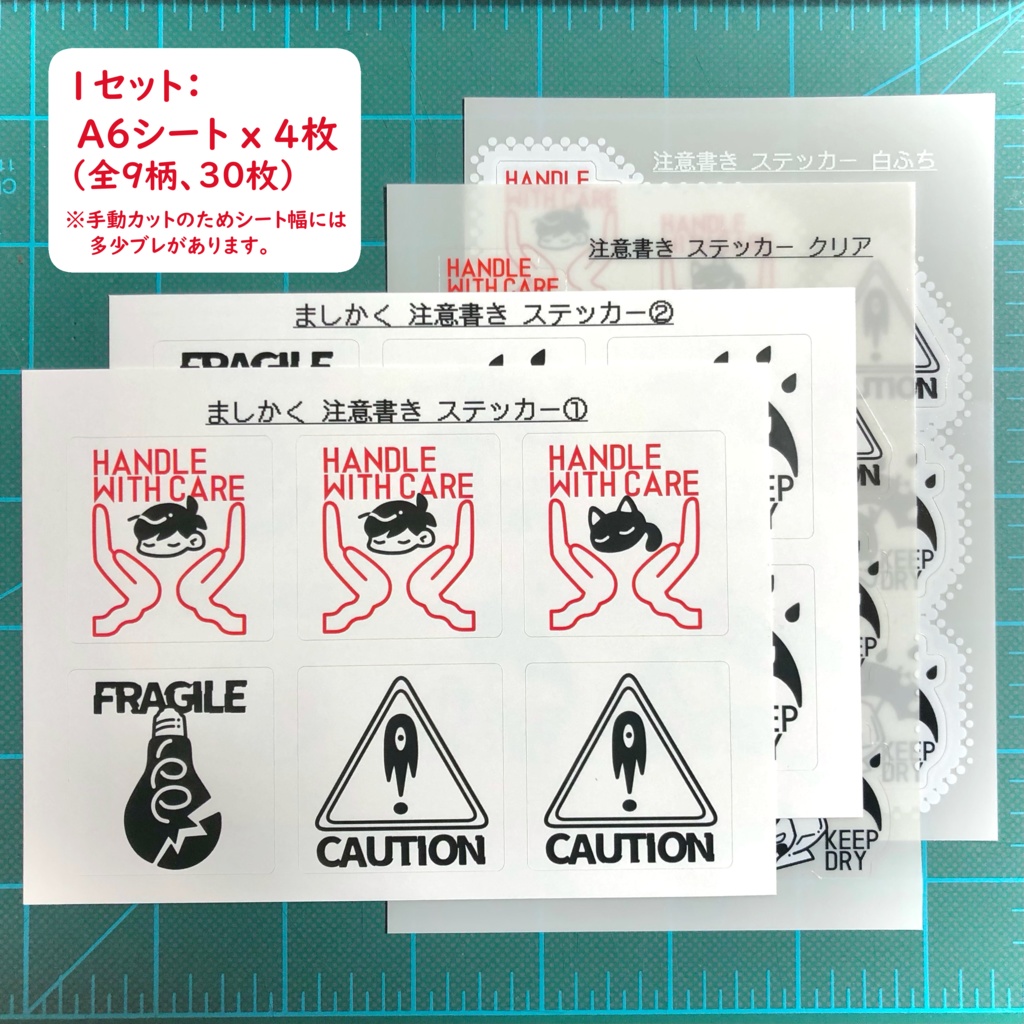 1セット:
A6シート x 4枚
(全9柄、30枚)
※手動カットのためシート幅には
多少ブレがあります。
注意書き ステッカー 白ふち
HANDLE
WITH CARE
注意書き ステッカー クリア
HANDLE
WITH CARE
ましかく 注意書き ステッカー②
FRAGILE
ましかく 注意書き ステッカー①
HANDLE
WITH CARE
HANDLE
WITH CARE
HANDLE
WITH CARE
FRAGILE
CAUTION
CAUTION
KEEP
DRY
KEEP
DRY
KEEP
DRY